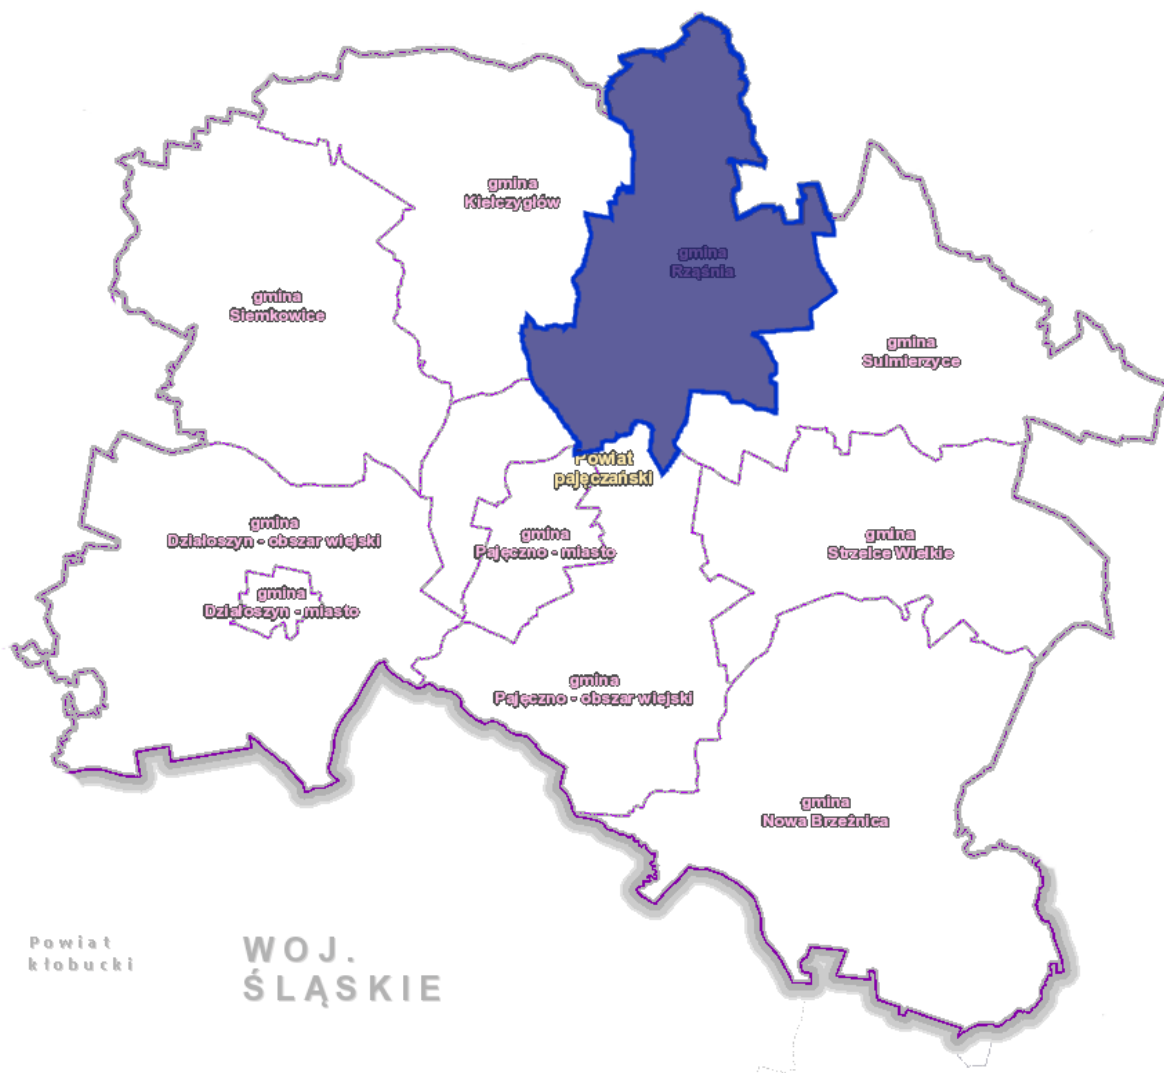 gmina
Kiełczygłów
gmina
Rząśnia
gmina
Siemkowice
gmina
Sulmierzyce
Powiat
pajęczański
gmina
Działoszyn - obszar wiejski
gmina
Pajęczno - miasto
gmina
Strzelce Wielkie
gmina
Działoszyn - miasto
gmina
Pajęczno - obszar wiejski
gmina
Nowa Brzeźnica
Powiat
kłobucki
WOJ.
ŚLĄSKIE